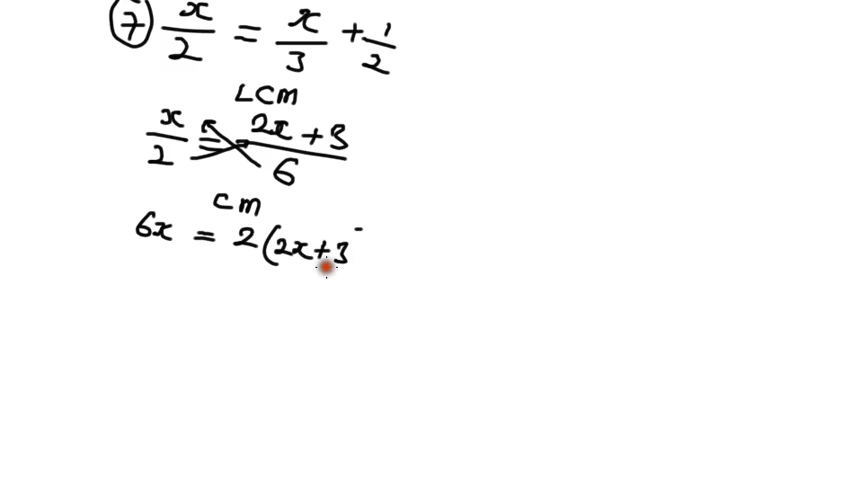 ⑦ x/2 = x/3 + 1/2
LCM
x/2 = 2x + 3/6
CM
6x = 2(2x+3